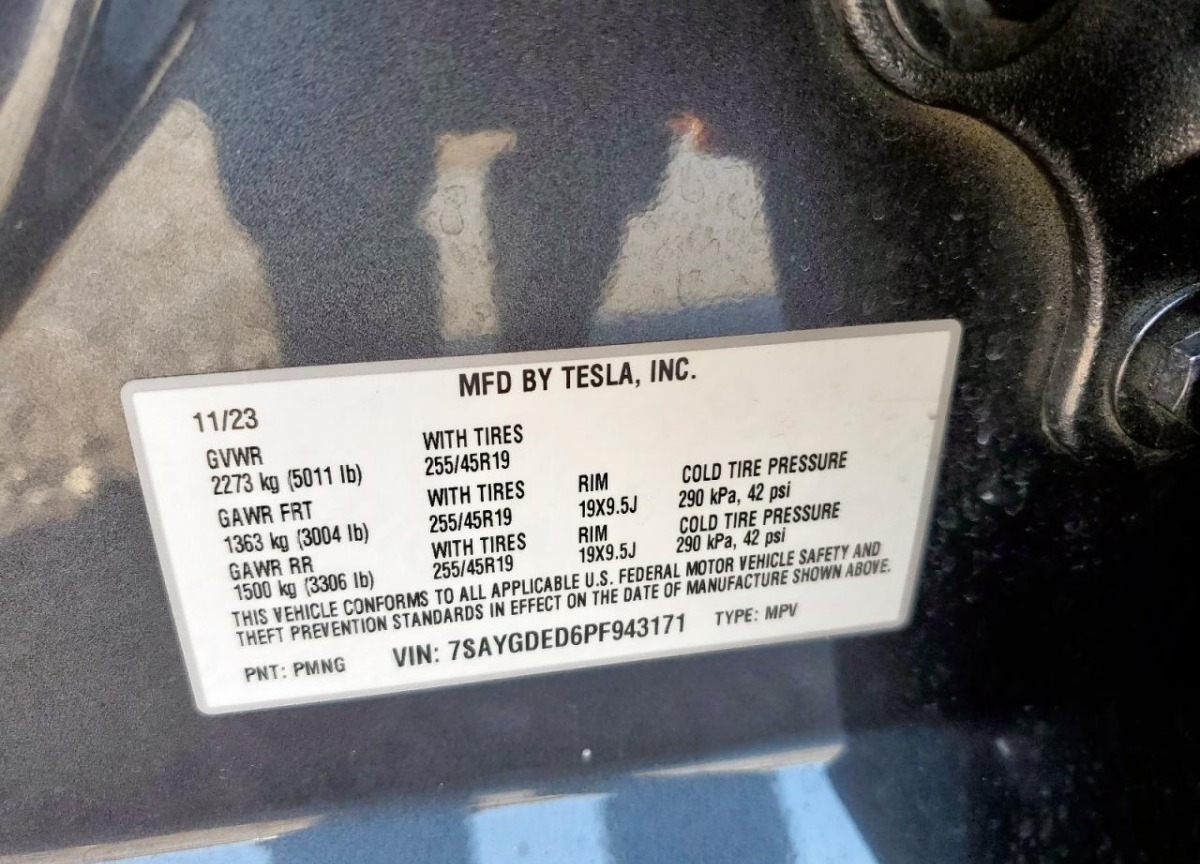 MFD BY TESLA, INC.
11/23
GVWR WITH TIRES
2273 kg (5011 lb) 255/45R19
GAWR FRT WITH TIRES RIM COLD TIRE PRESSURE
1363 kg (3004 lb) 255/45R19 19X9.5J 290 kPa, 42 psi
GAWR RR WITH TIRES RIM COLD TIRE PRESSURE
1500 kg (3306 lb) 255/45R19 19X9.5J 290 kPa, 42 psi
THIS VEHICLE CONFORMS TO ALL APPLICABLE U.S. FEDERAL MOTOR VEHICLE SAFETY AND
THEFT PREVENTION STANDARDS IN EFFECT ON THE DATE OF MANUFACTURE SHOWN ABOVE.
PNT: PMNG VIN: 7SAYGDED6PF943171 TYPE: MPV